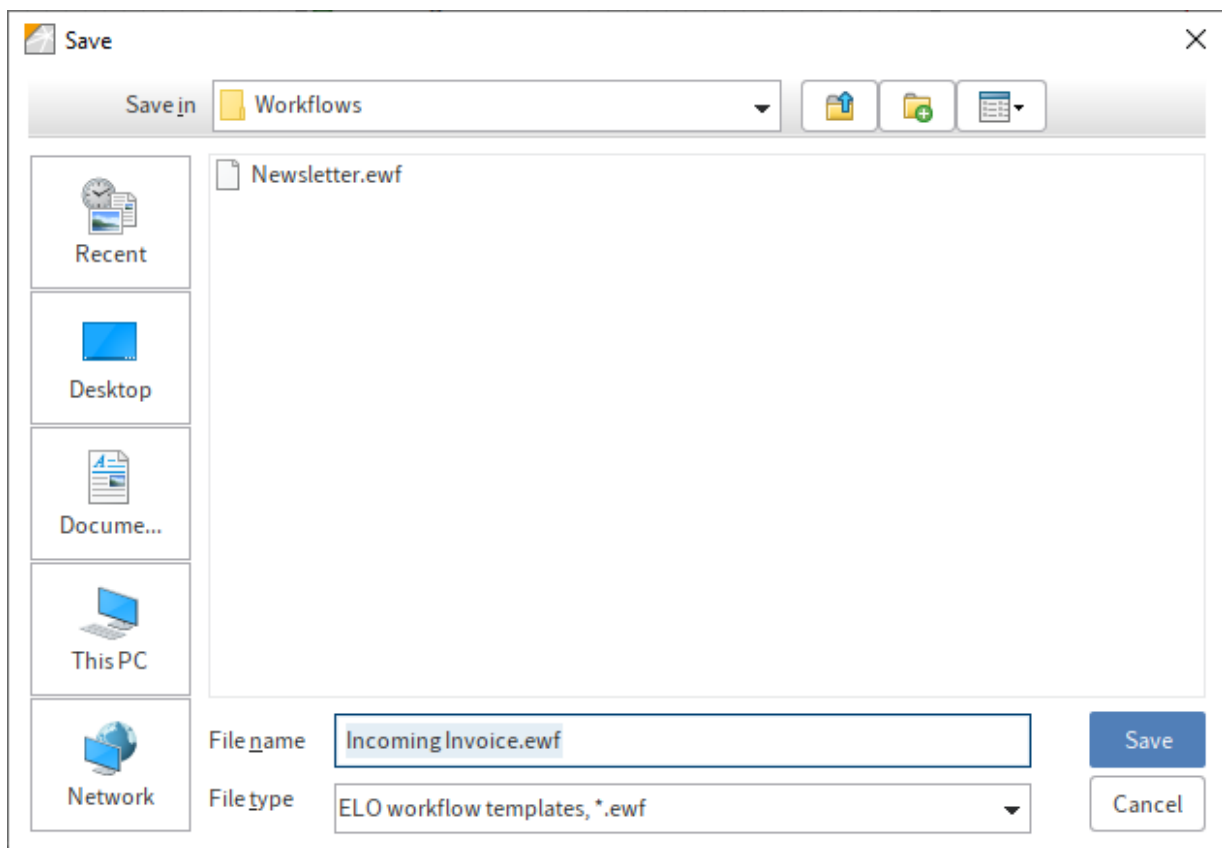 Save
Save in Workflows
Newsletter.ewf
Recent
Desktop
Docume...
This PC
Network
File name Incoming Invoice.ewf Save
File type ELO workflow templates, *.ewf Cancel